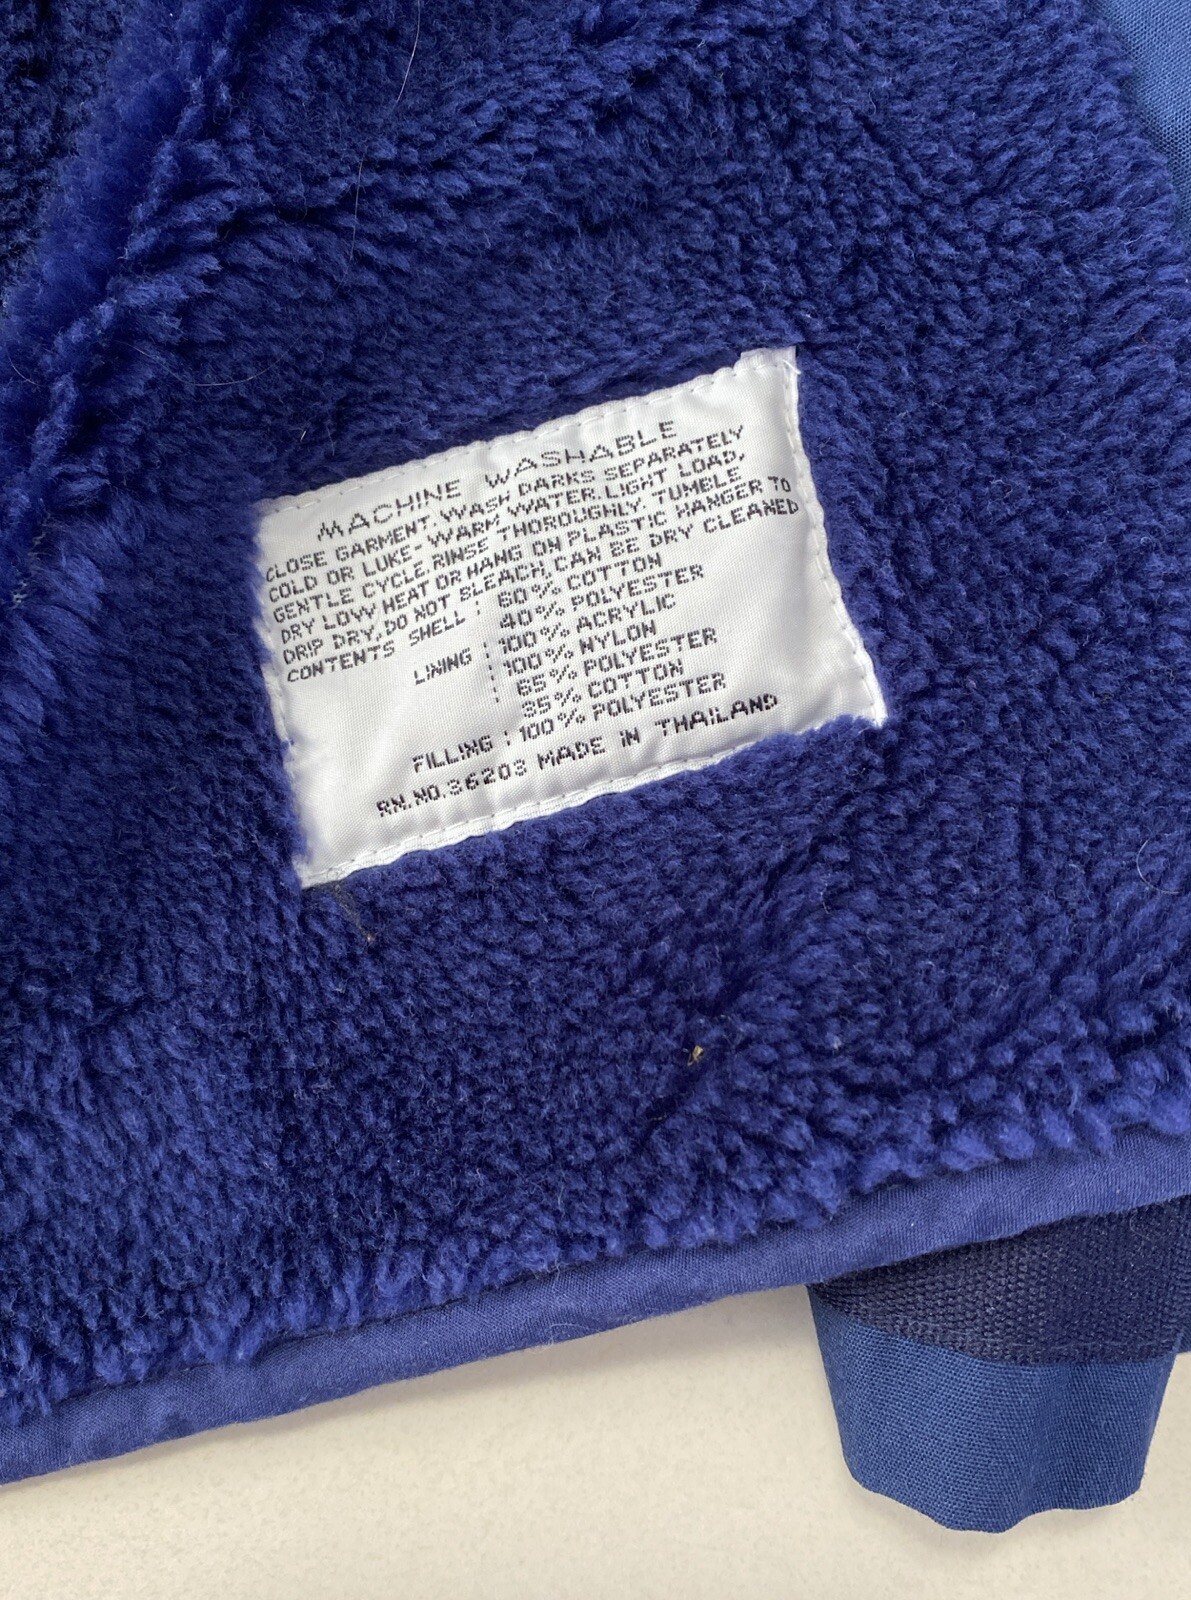 MACHINE WASHABLE
CLOSE GARMENT.WASH DARKS SEPARATELY
COLD OR LUKE-WARM WATER.LIGHT LOAD,
GENTLE CYCLE.RINSE THOROUGHLY. TUMBLE
DRY LOW HEAT OR HANG ON PLASTIC HANGER TO
DRIP DRY.DO NOT BLEACH, CAN BE DRY CLEANED
CONTENTS SHELL : 60% COTTON
40% POLYESTER
LINING : 100% ACRYLIC
: 100% NYLON
: 65% POLYESTER
35% COTTON
FILLING : 100% POLYESTER
RN.NO.36203 MADE IN THAILAND